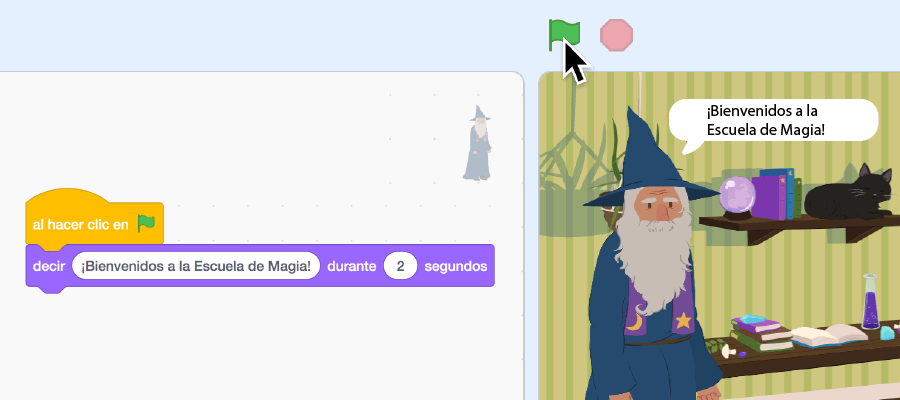 al hacer clic en
decir ¡Bienvenidos a la Escuela de Magia! durante 2 segundos
¡Bienvenidos a la
Escuela de Magia!